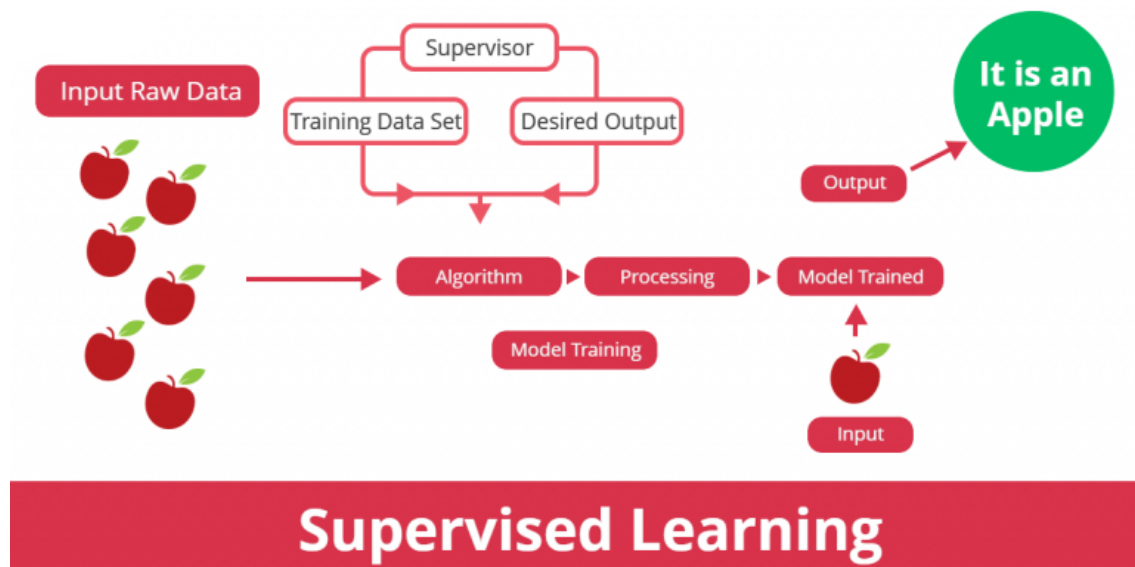 Supervisor
It is an
Apple
Input Raw Data
Training Data Set
Desired Output
Output
Algorithm
Processing
Model Trained
Model Training
Input
Supervised Learning